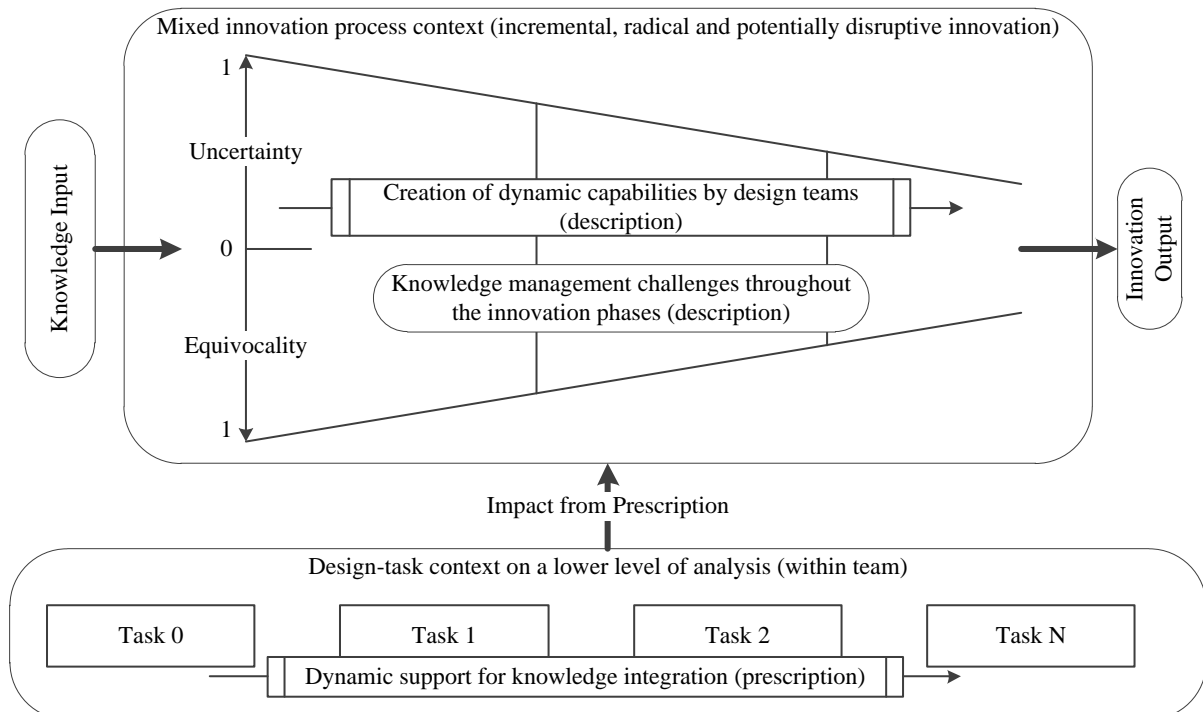 Mixed innovation process context (incremental, radical and potentially disruptive innovation)
1
Uncertainty
0
Equivocality
1
Knowledge Input
Creation of dynamic capabilities by design teams
(description)
Knowledge management challenges throughout
the innovation phases (description)
Innovation
Output
Impact from Prescription
Design-task context on a lower level of analysis (within team)
Task 0
Task 1
Task 2
Task N
Dynamic support for knowledge integration (prescription)